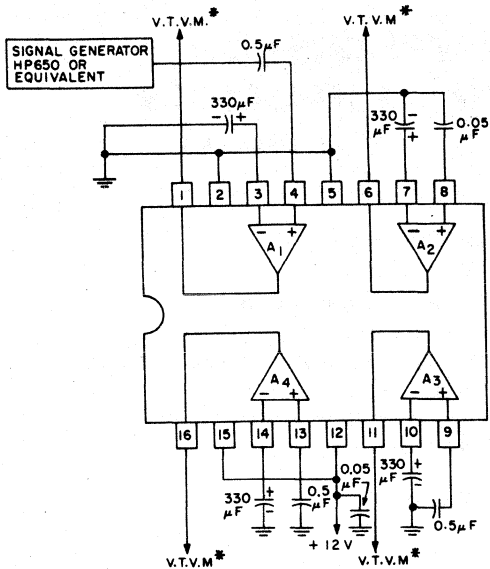 V.T.V.M.*
V.T.V.M*
SIGNAL GENERATOR
HP650 OR
EQUIVALENT
0.5μF
330μF
- +
330
μF
-
+
0.05
μF
1 2 3 4 5 6 7 8
- +
A1
- +
A2
A4
- +
A3
- +
16 15 14 13 12 11 10 9
330
μF
+
-
0.5
μF
0.05
μF
330
μF
+
-
0.5μF
+12V
V.T.V.M*
V.T.V.M*